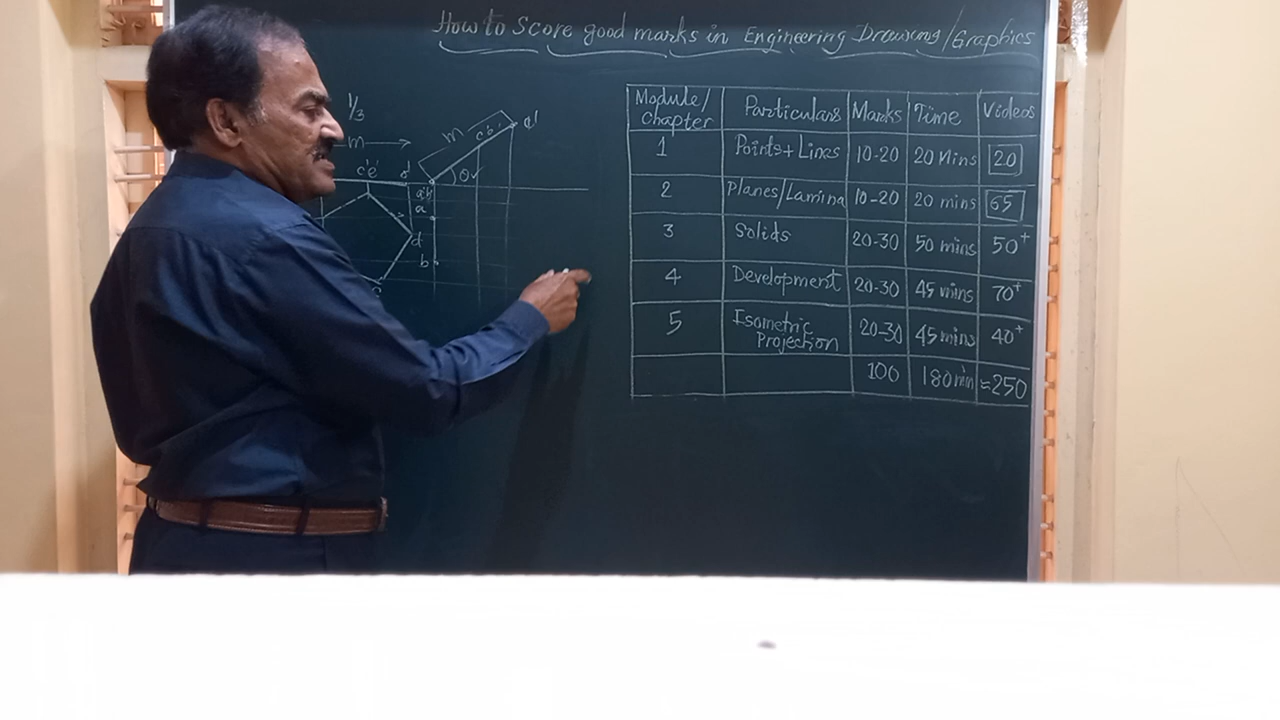 How to Score good marks in Engineering Drawing/Graphics
1/3
m
m
c'e'
d'
c'e'
d'
θ
a'b'
a
d
b
c
Module/ Chapter Particulars Marks Time Videos
1 Points+Lines 10-20 20 Mins 20
2 Planes/Lamina 10-20 20 mins 65
3 Solids 20-30 50 mins 50+
4 Development 20-30 45 mins 70+
5 Isometric Projection 20-30 45 mins 40+
100 180 min ≈250